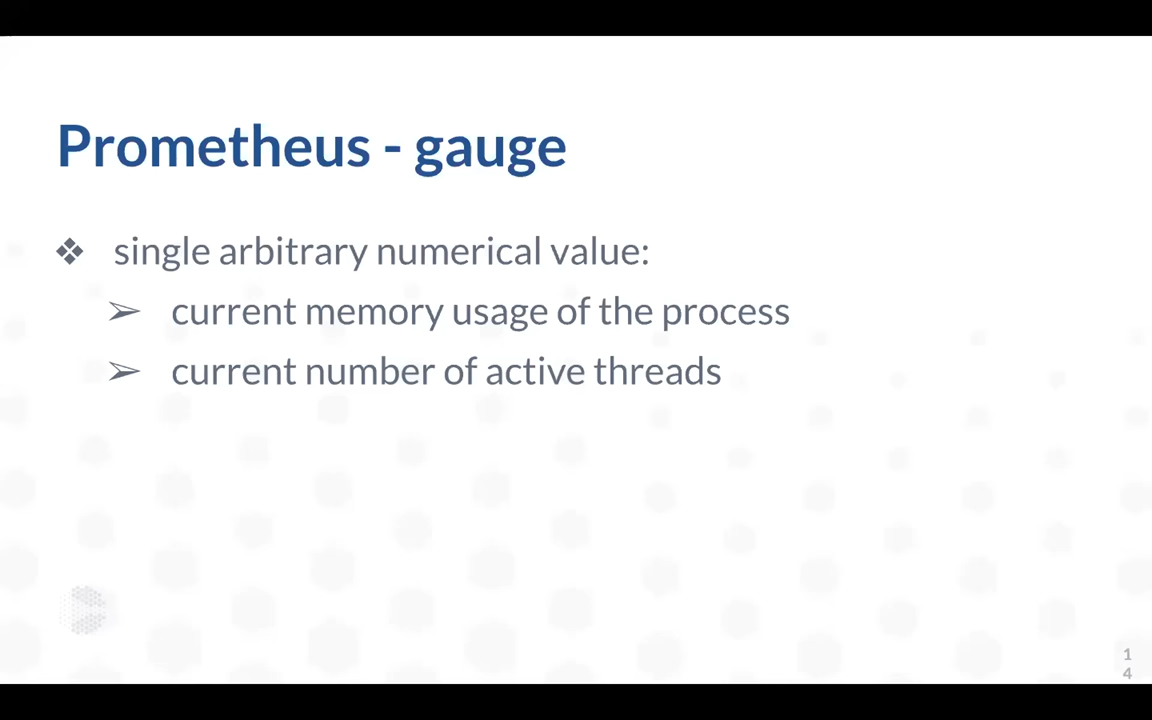 Prometheus - gauge
❖ single arbitrary numerical value:
➢ current memory usage of the process
➢ current number of active threads
1
4